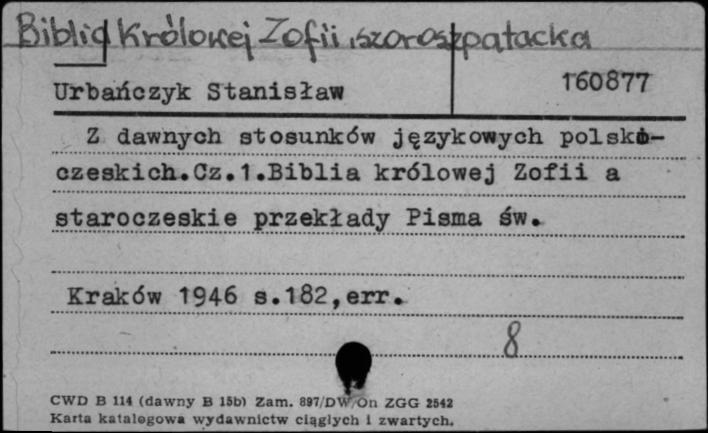 Biblia Królowej Zofii, szoroszpatacka
Urbańczyk Stanisław
160877
Z dawnych stosunków językowych polsko-
czeskich.Cz.1.Biblia królowej Zofii a
staroczeskie przekłady Pisma św.
Kraków 1946 s.182,err.
8
CWD B 114 (dawny B 15b) Zam. 897/DW/On ZGG 2542
Karta katalogowa wydawnictw ciągłych i zwartych.